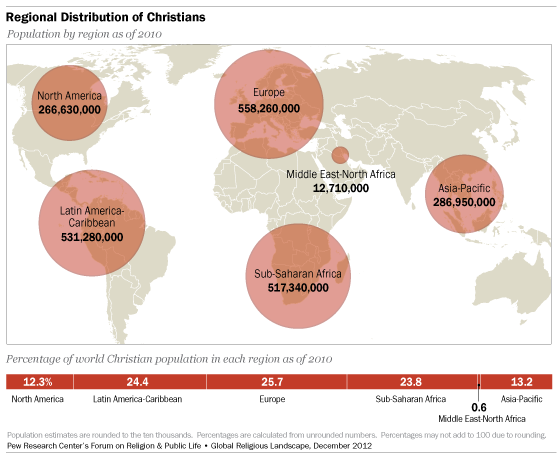 Regional Distribution of Christians
Population by region as of 2010
North America
266,630,000
Europe
558,260,000
Middle East-North Africa
12,710,000
Asia-Pacific
286,950,000
Latin America-
Caribbean
531,280,000
Sub-Saharan Africa
517,340,000
Percentage of world Christian population in each region as of 2010
12.3% 24.4 25.7 23.8 13.2
North America Latin America-Caribbean Europe Sub-Saharan Africa Asia-Pacific
0.6
Middle East-North Africa
Population estimates are rounded to the ten thousands. Percentages are calculated from unrounded numbers. Percentages may not add to 100 due to rounding.
Pew Research Center's Forum on Religion & Public Life • Global Religious Landscape, December 2012